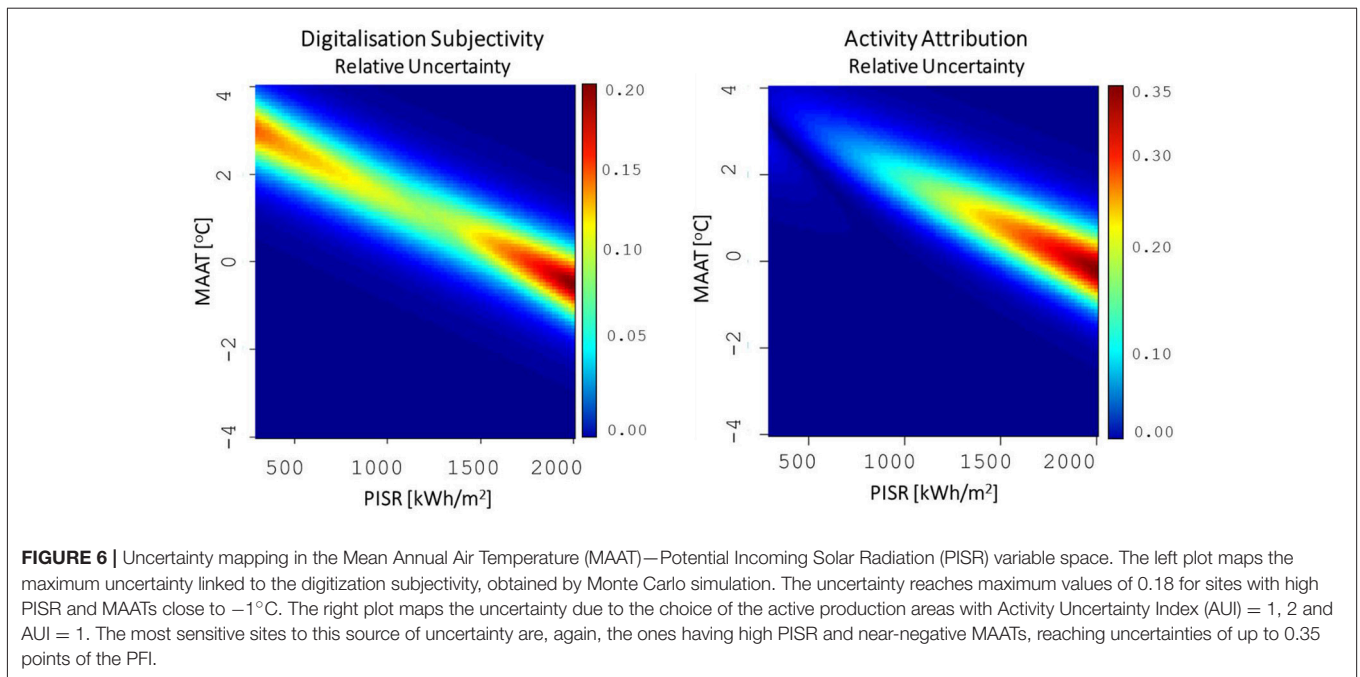 Digitalisation Subjectivity
Relative Uncertainty
4
2
0
−2
−4
MAAT [°C]
500 1000 1500 2000
PISR [kWh/m²]
0.20
0.15
0.10
0.05
0.00
Activity Attribution
Relative Uncertainty
4
2
0
−2
−4
MAAT [°C]
500 1000 1500 2000
PISR [kWh/m²]
0.35
0.30
0.20
0.10
0.00
FIGURE 6 | Uncertainty mapping in the Mean Annual Air Temperature (MAAT)—Potential Incoming Solar Radiation (PISR) variable space. The left plot maps the
maximum uncertainty linked to the digitization subjectivity, obtained by Monte Carlo simulation. The uncertainty reaches maximum values of 0.18 for sites with high
PISR and MAATs close to −1°C. The right plot maps the uncertainty due to the choice of the active production areas with Activity Uncertainty Index (AUI) = 1, 2 and
AUI = 1. The most sensitive sites to this source of uncertainty are, again, the ones having high PISR and near-negative MAATs, reaching uncertainties of up to 0.35
points of the PFI.